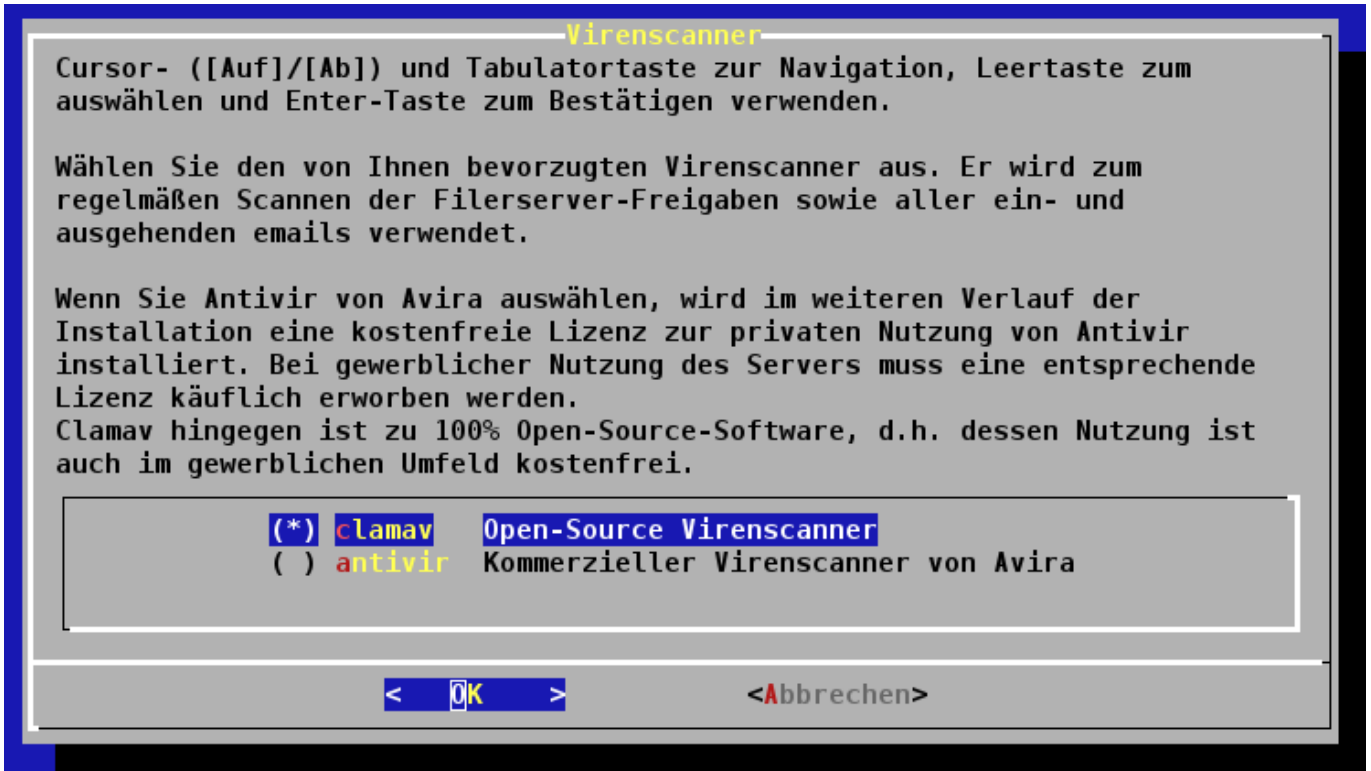 Virenscanner
Cursor- ([Auf]/[Ab]) und Tabulatortaste zur Navigation, Leertaste zum
auswählen und Enter-Taste zum Bestätigen verwenden.
Wählen Sie den von Ihnen bevorzugten Virenscanner aus. Er wird zum
regelmäßen Scannen der Filerserver-Freigaben sowie aller ein- und
ausgehenden emails verwendet.
Wenn Sie Antivir von Avira auswählen, wird im weiteren Verlauf der
Installation eine kostenfreie Lizenz zur privaten Nutzung von Antivir
installiert. Bei gewerblicher Nutzung des Servers muss eine entsprechende
Lizenz käuflich erworben werden.
Clamav hingegen ist zu 100% Open-Source-Software, d.h. dessen Nutzung ist
auch im gewerblichen Umfeld kostenfrei.
(*) clamav Open-Source Virenscanner
( ) antivir Kommerzieller Virenscanner von Avira
< OK > <Abbrechen>